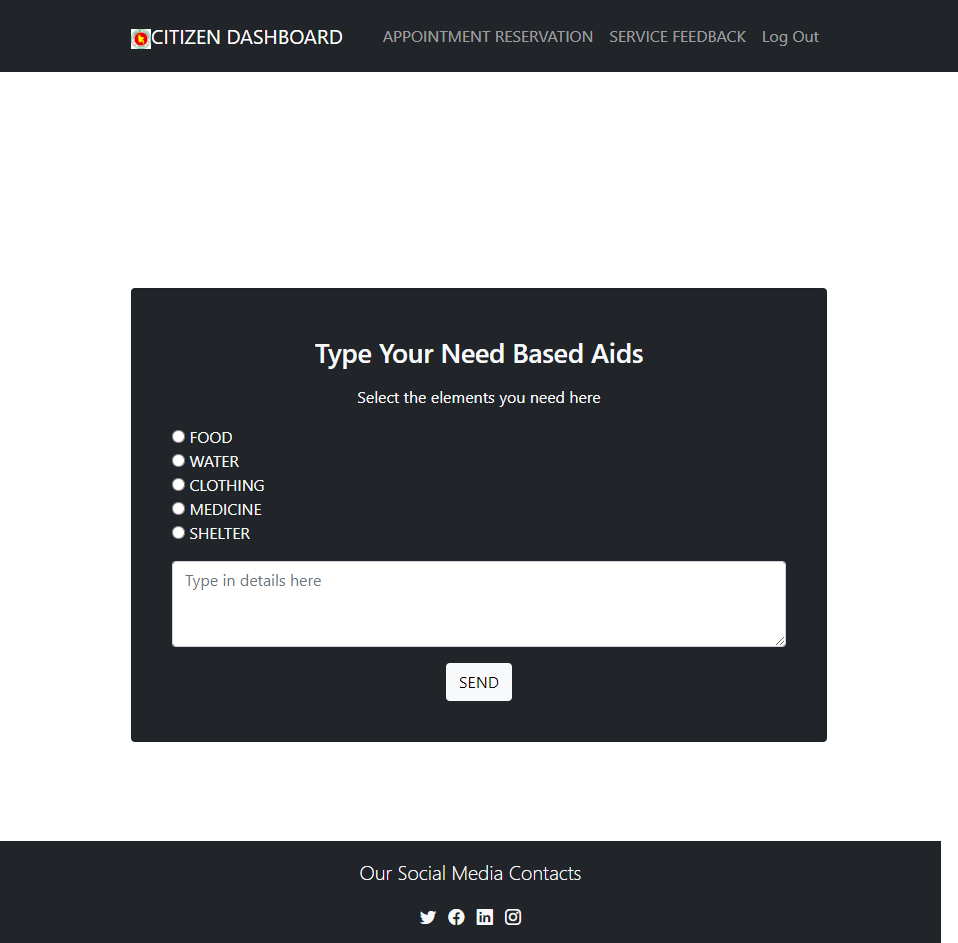 CITIZEN DASHBOARD APPOINTMENT RESERVATION SERVICE FEEDBACK Log Out
Type Your Need Based Aids
Select the elements you need here
FOOD
WATER
CLOTHING
MEDICINE
SHELTER
Type in details here
SEND
Our Social Media Contacts